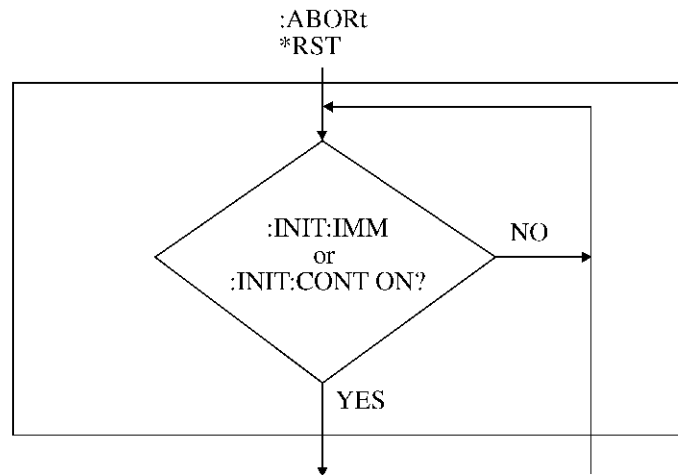 :ABORt
*RST
:INIT:IMM
or
:INIT:CONT ON?
NO
YES